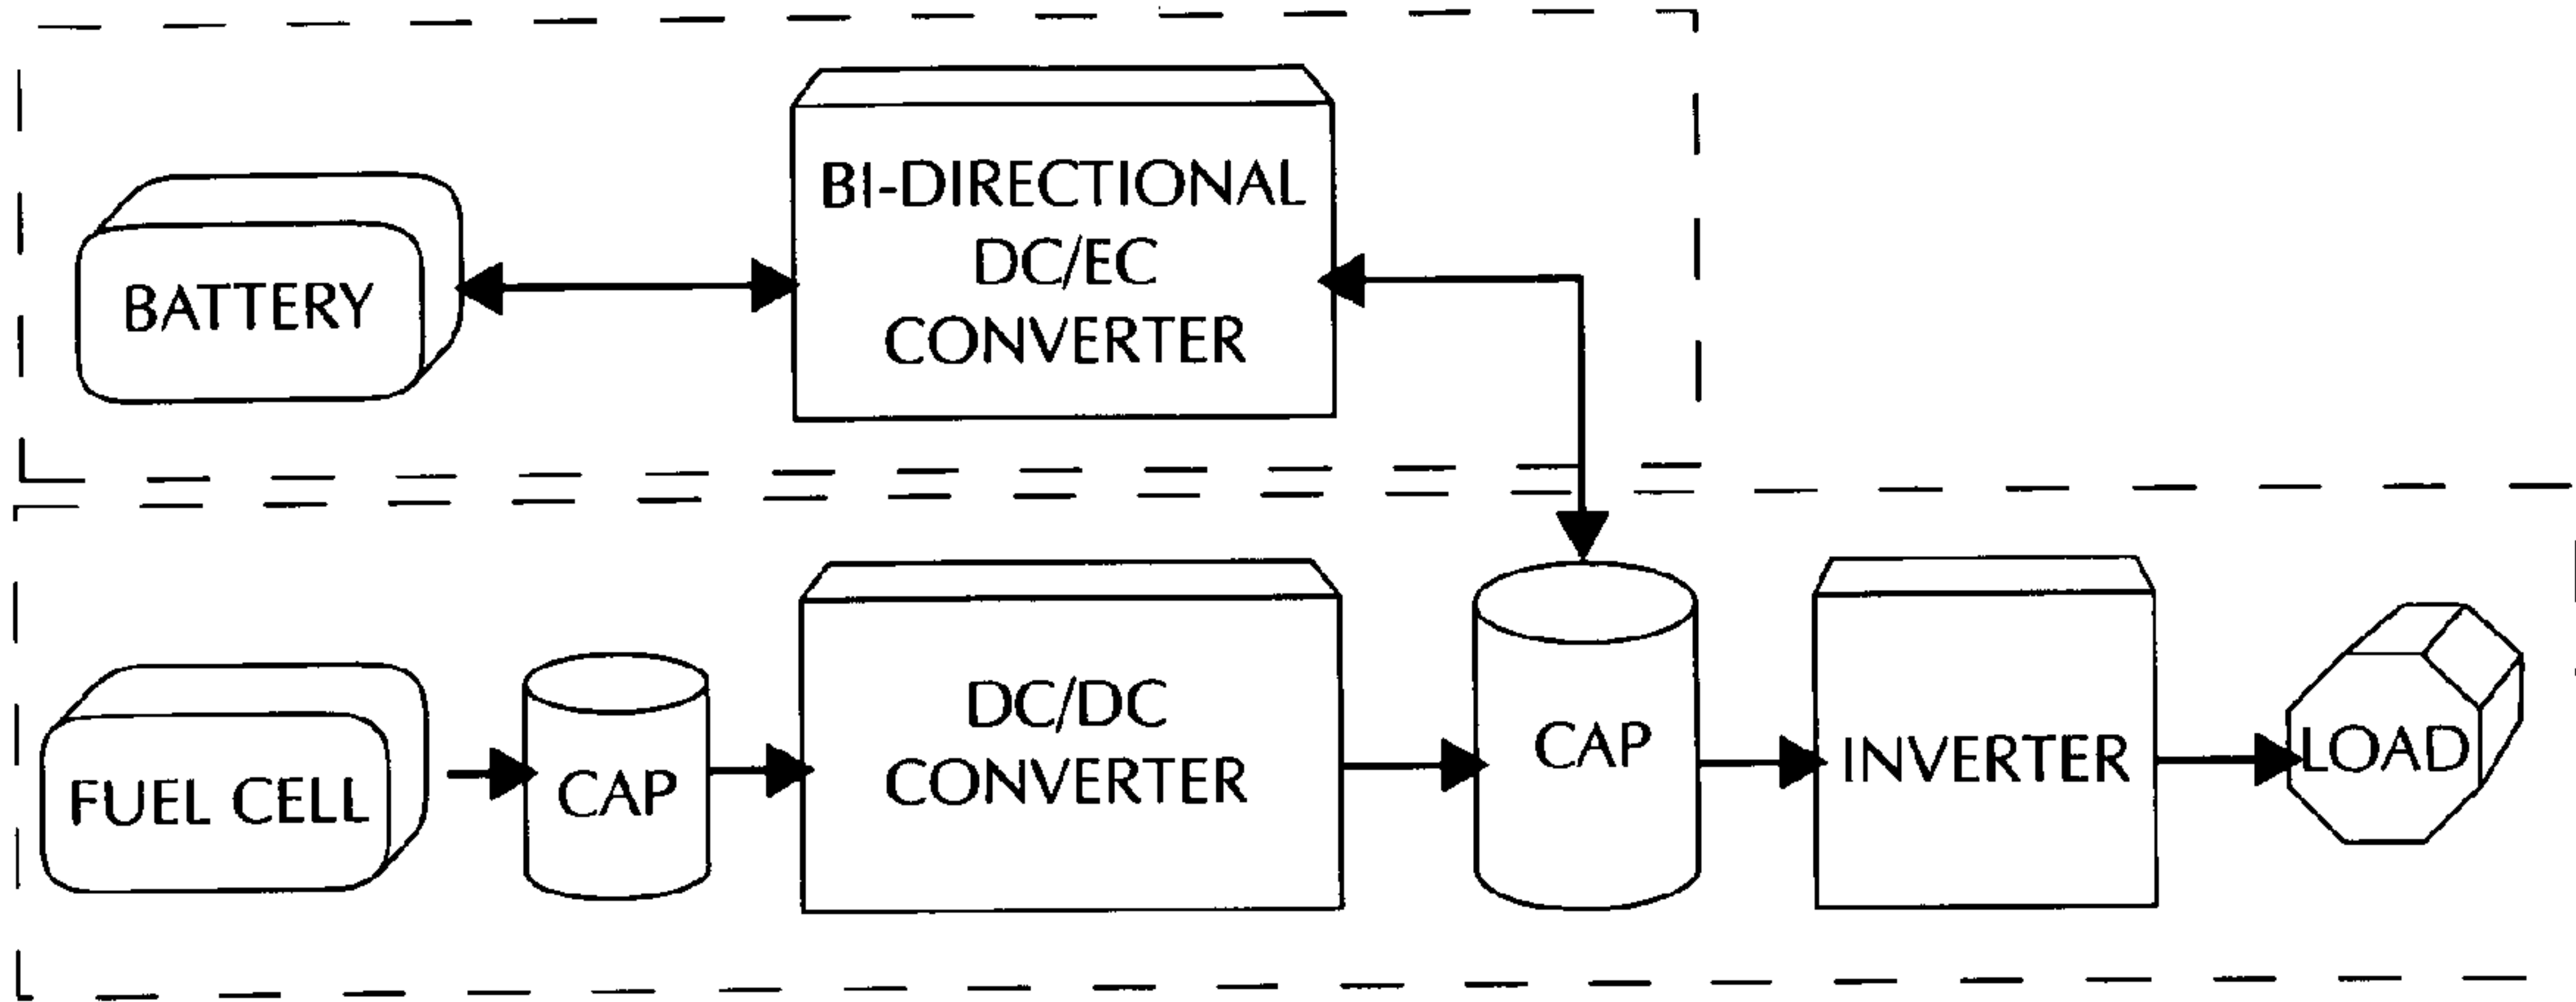 BATTERY
BI-DIRECTIONAL
DC/EC
CONVERTER
FUEL CELL
CAP
DC/DC
CONVERTER
CAP
INVERTER
LOAD